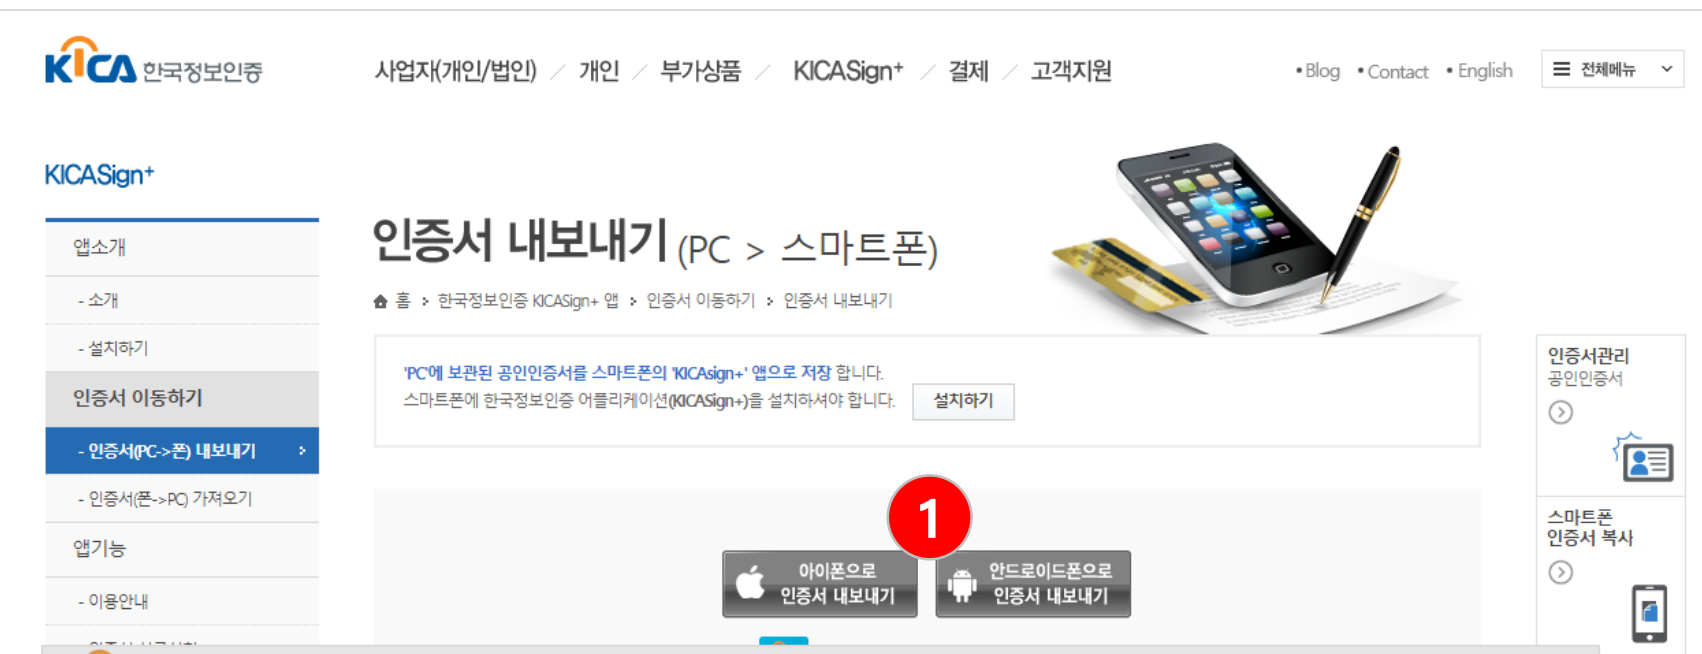 KICA 한국정보인증
사업자(개인/법인) / 개인 / 부가상품 / KICASign+ / 결제 / 고객지원
• Blog • Contact • English
전체메뉴
KICASign+
앱소개
- 소개
- 설치하기
인증서 이동하기
- 인증서(PC->폰) 내보내기
- 인증서(폰->PC) 가져오기
앱기능
- 이용안내
인증서 내보내기 (PC > 스마트폰)
홈 > 한국정보인증 KICASign+ 앱 > 인증서 이동하기 > 인증서 내보내기
'PC'에 보관된 공인인증서를 스마트폰의 'KICAsign+' 앱으로 저장 합니다.
스마트폰에 한국정보인증 어플리케이션(KICASign+)을 설치하셔야 합니다.
설치하기
1
아이폰으로
인증서 내보내기
안드로이드폰으로
인증서 내보내기
인증서관리
공인인증서
스마트폰
인증서 복사